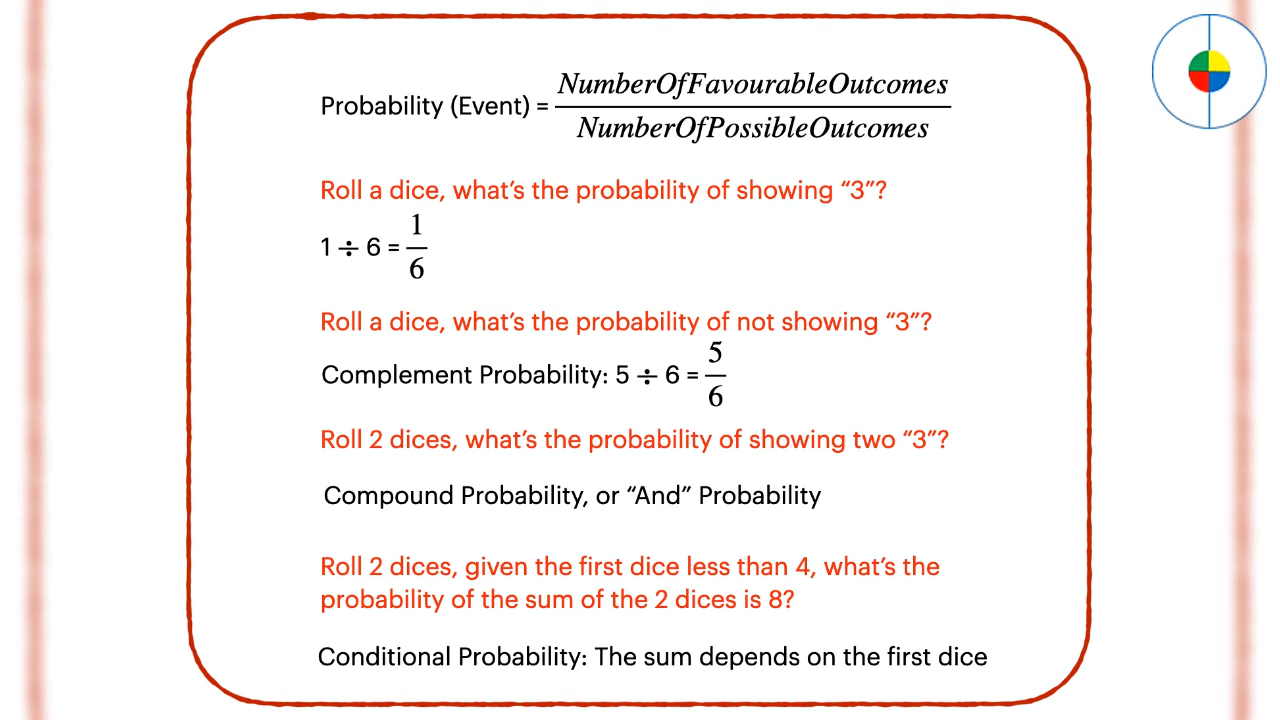 Probability (Event) = NumberOfFavourableOutcomes / NumberOfPossibleOutcomes
Roll a dice, what’s the probability of showing “3”?
1 ÷ 6 = 1/6
Roll a dice, what’s the probability of not showing “3”?
Complement Probability: 5 ÷ 6 = 5/6
Roll 2 dices, what’s the probability of showing two “3”?
Compound Probability, or “And” Probability
Roll 2 dices, given the first dice less than 4, what’s the
probability of the sum of the 2 dices is 8?
Conditional Probability: The sum depends on the first dice